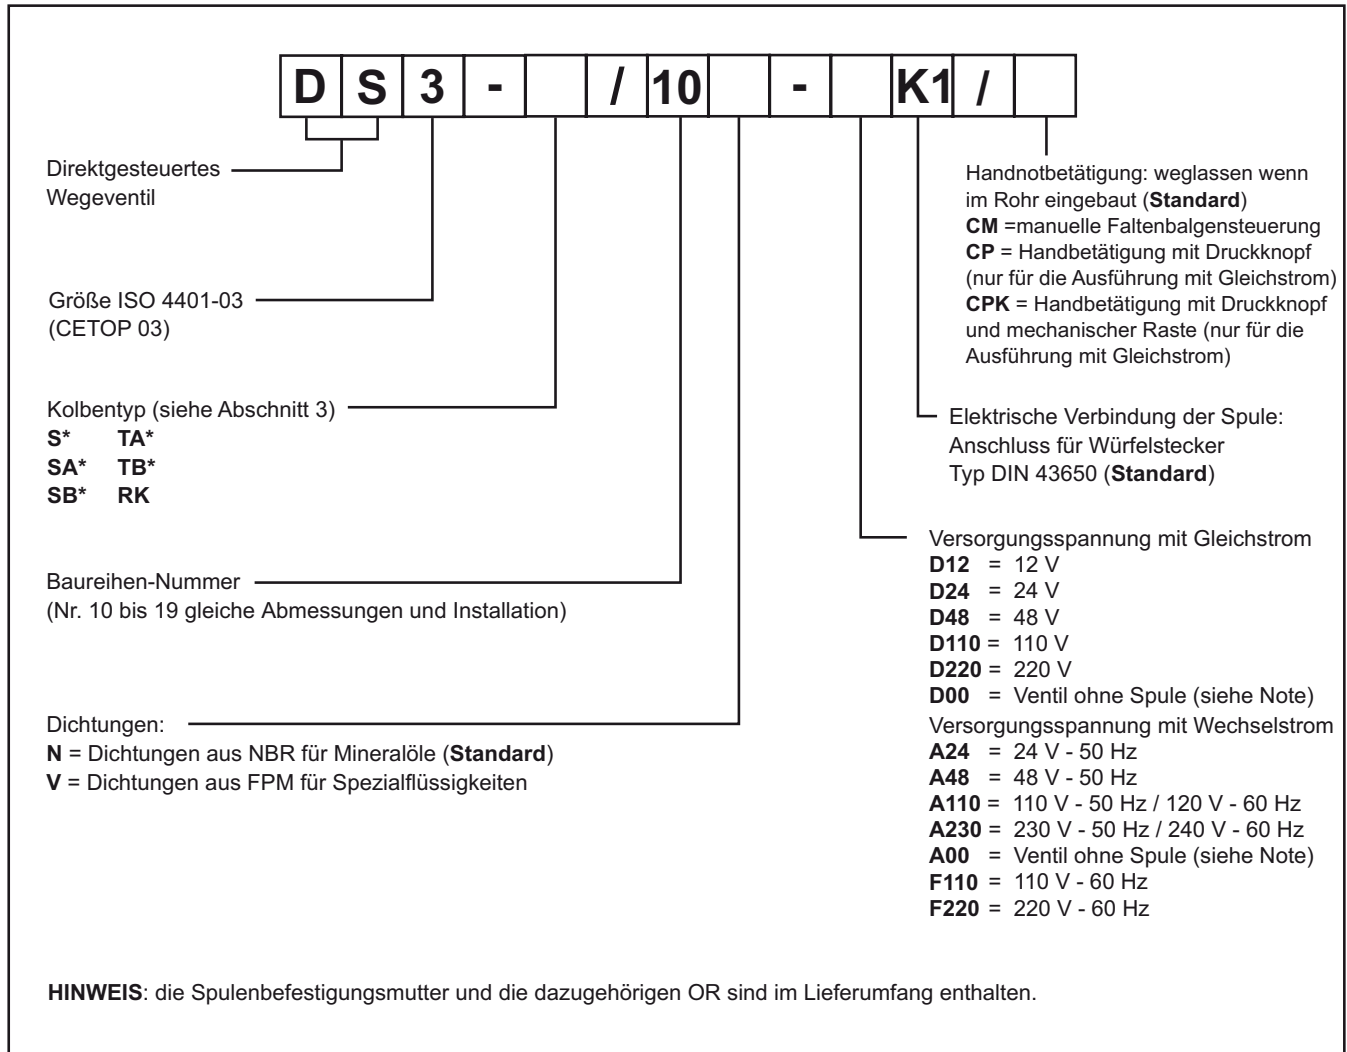 D S 3 - / 10 - K1 /
Direktgesteuertes
Wegeventil
Größe ISO 4401-03
(CETOP 03)
Kolbentyp (siehe Abschnitt 3)
S* TA*
SA* TB*
SB* RK
Baureihen-Nummer
(Nr. 10 bis 19 gleiche Abmessungen und Installation)
Dichtungen:
N = Dichtungen aus NBR für Mineralöle (Standard)
V = Dichtungen aus FPM für Spezialflüssigkeiten
Handnotbetätigung: weglassen wenn
im Rohr eingebaut (Standard)
CM =manuelle Faltenbalgensteuerung
CP = Handbetätigung mit Druckknopf
(nur für die Ausführung mit Gleichstrom)
CPK = Handbetätigung mit Druckknopf
und mechanischer Raste (nur für die
Ausführung mit Gleichstrom)
Elektrische Verbindung der Spule:
Anschluss für Würfelstecker
Typ DIN 43650 (Standard)
Versorgungsspannung mit Gleichstrom
D12 = 12 V
D24 = 24 V
D48 = 48 V
D110 = 110 V
D220 = 220 V
D00 = Ventil ohne Spule (siehe Note)
Versorgungsspannung mit Wechselstrom
A24 = 24 V - 50 Hz
A48 = 48 V - 50 Hz
A110 = 110 V - 50 Hz / 120 V - 60 Hz
A230 = 230 V - 50 Hz / 240 V - 60 Hz
A00 = Ventil ohne Spule (siehe Note)
F110 = 110 V - 60 Hz
F220 = 220 V - 60 Hz
HINWEIS: die Spulenbefestigungsmutter und die dazugehörigen OR sind im Lieferumfang enthalten.